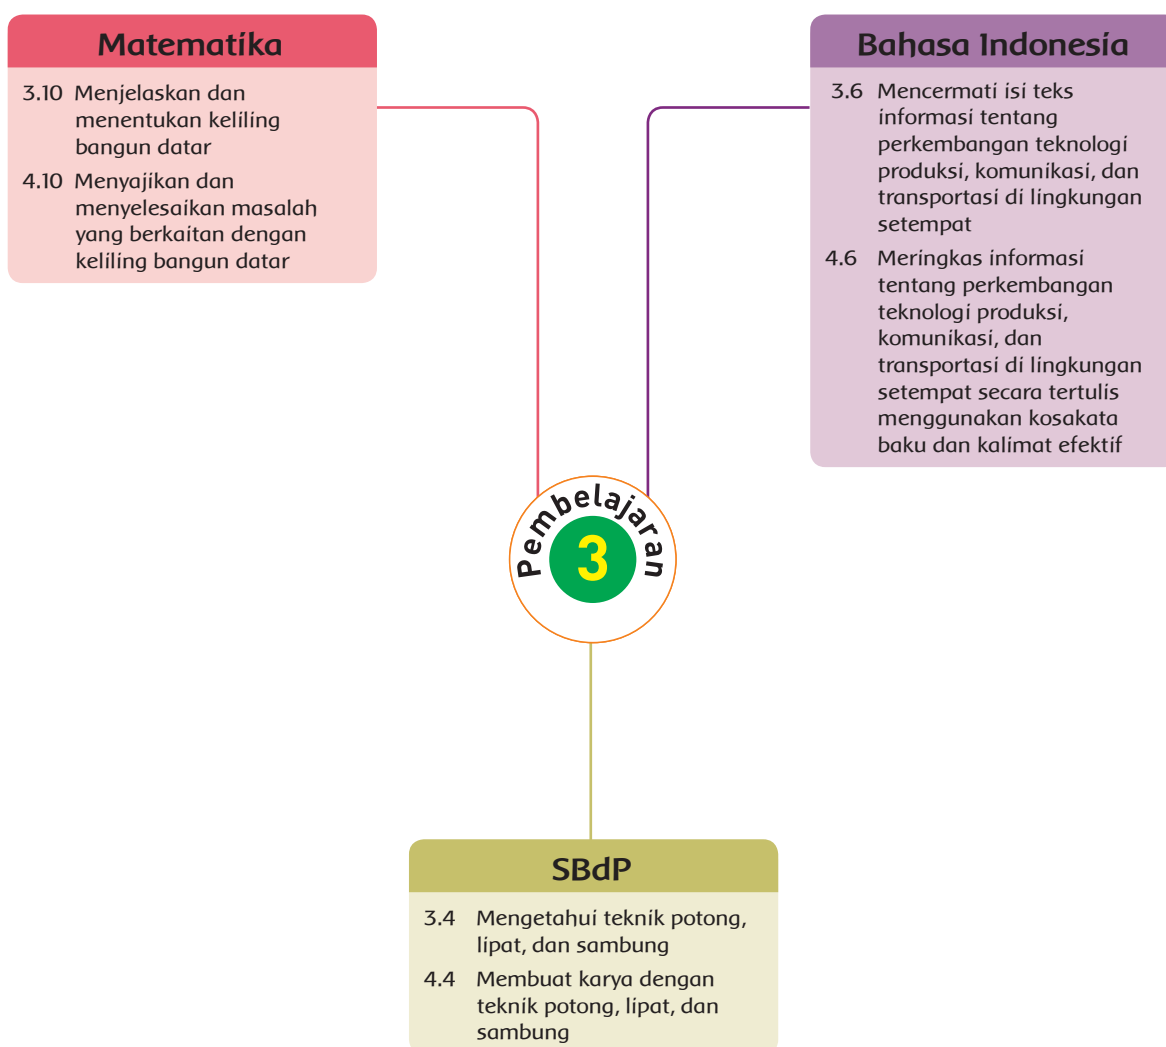 Matematika
3.10 Menjelaskan dan
menentukan keliling
bangun datar
4.10 Menyajikan dan
menyelesaikan masalah
yang berkaitan dengan
keliling bangun datar
Bahasa Indonesia
3.6 Mencermati isi teks
informasi tentang
perkembangan teknologi
produksi, komunikasi, dan
transportasi di lingkungan
setempat
4.6 Meringkas informasi
tentang perkembangan
teknologi produksi,
komunikasi, dan
transportasi di lingkungan
setempat secara tertulis
menggunakan kosakata
baku dan kalimat efektif
Pembelajaran
3
SBdP
3.4 Mengetahui teknik potong,
lipat, dan sambung
4.4 Membuat karya dengan
teknik potong, lipat, dan
sambung